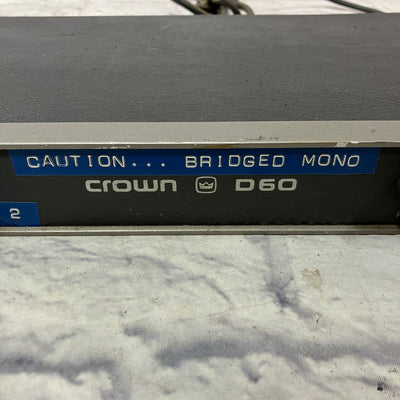 CAUTION... BRIDGED MONO
crown D60
2